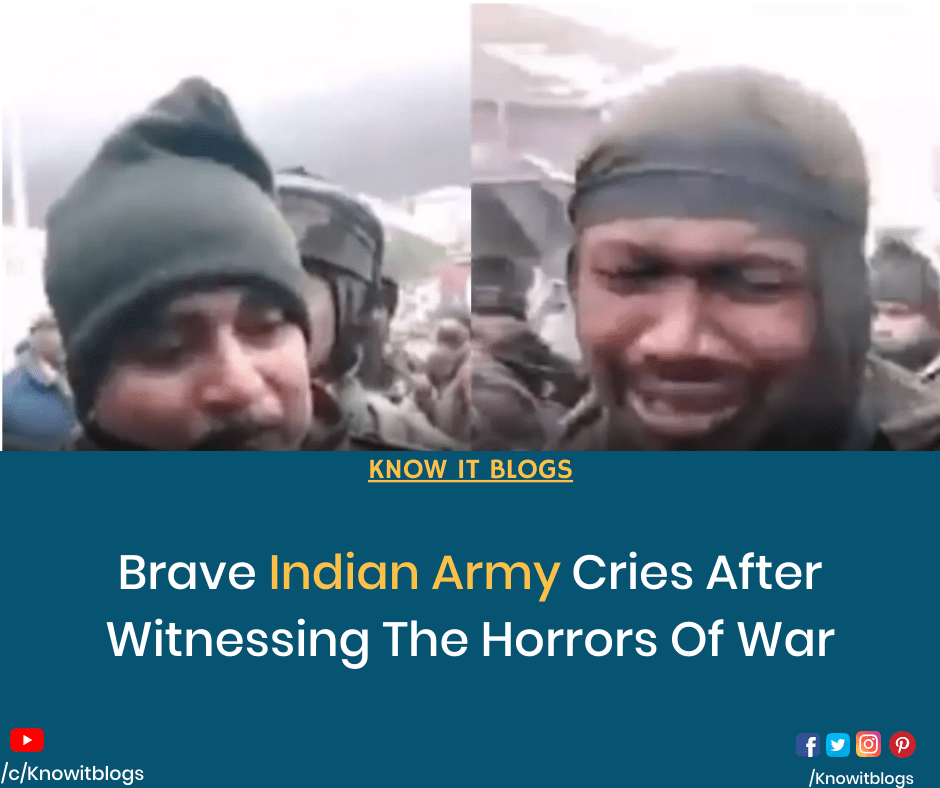 KNOW IT BLOGS
Brave Indian Army Cries After
Witnessing The Horrors Of War
/c/Knowitblogs
/Knowitblogs